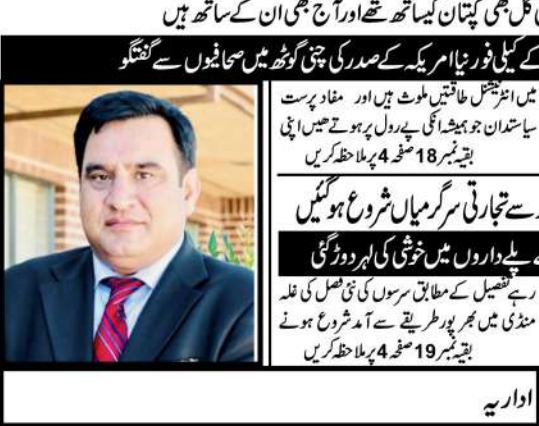 کل بھی کپتان کیساتھ تھے اور آج بھی ان کے ساتھ ہیں
کے کیلی فورنیا امریکہ کے صدر کی چنی گوٹھ میں صحافیوں سے گفتگو
میں انٹرنیشنل طاقتیں ملوث ہیں اور مفاد پرست
سیاستدان جو ہمیشہ انکی پے رول پر ہوتے ھیں اپنی
بقیہ نمبر 18 صفحہ 4 پر ملاحظہ کریں
سے تجارتی سرگرمیاں شروع ہوگئیں
پلے داروں میں خوشی کی لہر دوڑ گئی
رہے تفصیل کے مطابق سرسوں کی نئی فصل کی غلہ
منڈی میں بھر پور طریقے سے آمد شروع ہونے
بقیہ نمبر 19 صفحہ 4 پر ملاحظہ کریں
اداریہ